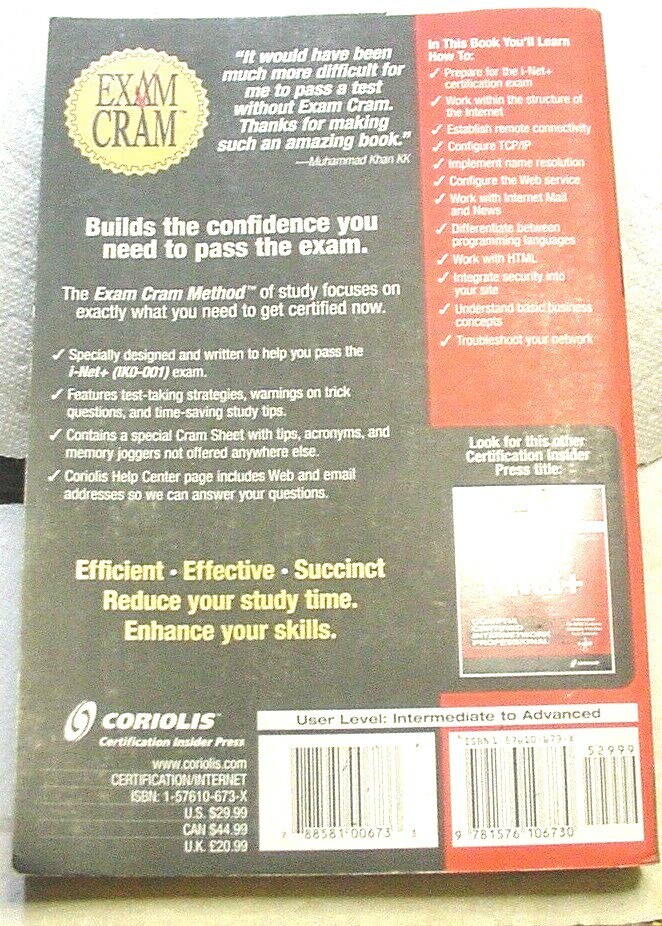 EXAM
CRAM™
"It would have been
much more difficult for
me to pass a test
without Exam Cram.
Thanks for making
such an amazing book."
—Muhammad Khan KK
Builds the confidence you
need to pass the exam.
The Exam Cram Method™ of study focuses on
exactly what you need to get certified now.
✓ Specially designed and written to help you pass the
i-Net+ (IK0-001) exam.
✓ Features test-taking strategies, warnings on trick
questions, and time-saving study tips.
✓ Contains a special Cram Sheet with tips, acronyms, and
memory joggers not offered anywhere else.
✓ Coriolis Help Center page includes Web and email
addresses so we can answer your questions.
Efficient • Effective • Succinct
Reduce your study time.
Enhance your skills.
In This Book You'll Learn
How To:
✓ Prepare for the i-Net+
certification exam
✓ Work within the structure of
the Internet
✓ Establish remote connectivity
✓ Configure TCP/IP
✓ Implement name resolution
✓ Configure the Web service
✓ Work with Internet Mail
and News
✓ Differentiate between
programming languages
✓ Work with HTML
✓ Integrate security into
your site
✓ Understand basic business
concepts
✓ Troubleshoot your network
Look for this other
Certification Insider
Press title:
CORIOLIS™
Certification Insider Press
www.coriolis.com
CERTIFICATION/INTERNET
ISBN: 1-57610-673-X
U.S. $29.99
CAN $44.99
U.K. £20.99
User Level: Intermediate to Advanced
88581 00673
ISBN 1-57610-673-X
52999
9 781576 106730